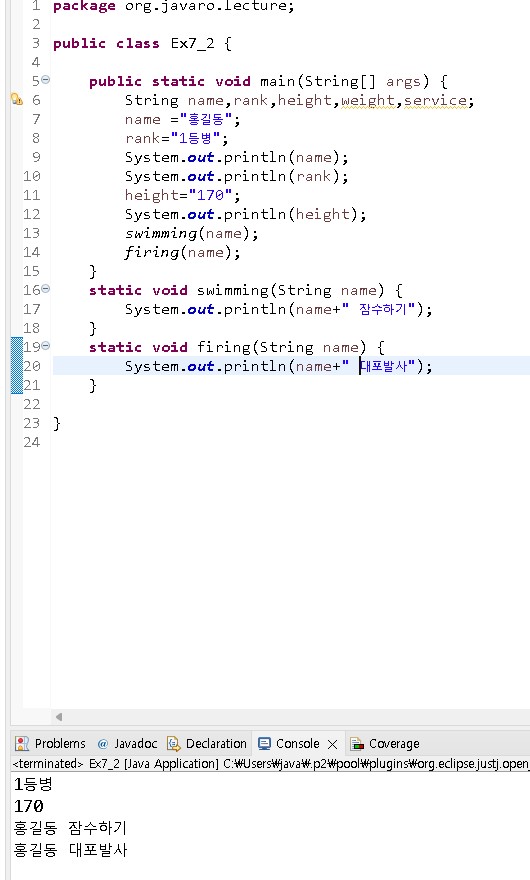 1 package org.javaro.lecture;
2
3 public class Ex7_2 {
4
5 public static void main(String[] args) {
6 String name,rank,height,weight,service;
7 name ="홍길동";
8 rank="1등병";
9 System.out.println(name);
10 System.out.println(rank);
11 height="170";
12 System.out.println(height);
13 swimming(name);
14 firing(name);
15 }
16 static void swimming(String name) {
17 System.out.println(name+" 잠수하기");
18 }
19 static void firing(String name) {
20 System.out.println(name+" 대포발사");
21 }
22
23 }
24
Problems @ Javadoc Declaration Console Coverage
<terminated> Ex7_2 [Java Application] C:₩Users₩java₩.p2₩pool₩plugins₩org.eclipse.justj.open
1등병
170
홍길동 잠수하기
홍길동 대포발사